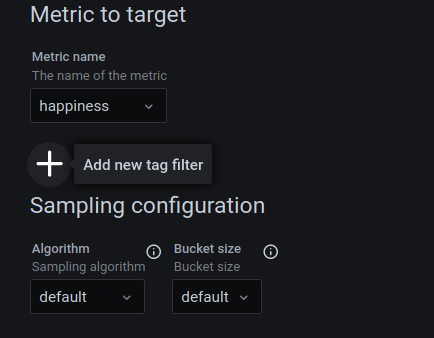 Metric to target
Metric name
The name of the metric
happiness
Add new tag filter
Sampling configuration
Algorithm
Sampling algorithm
default
Bucket size
Bucket size
default